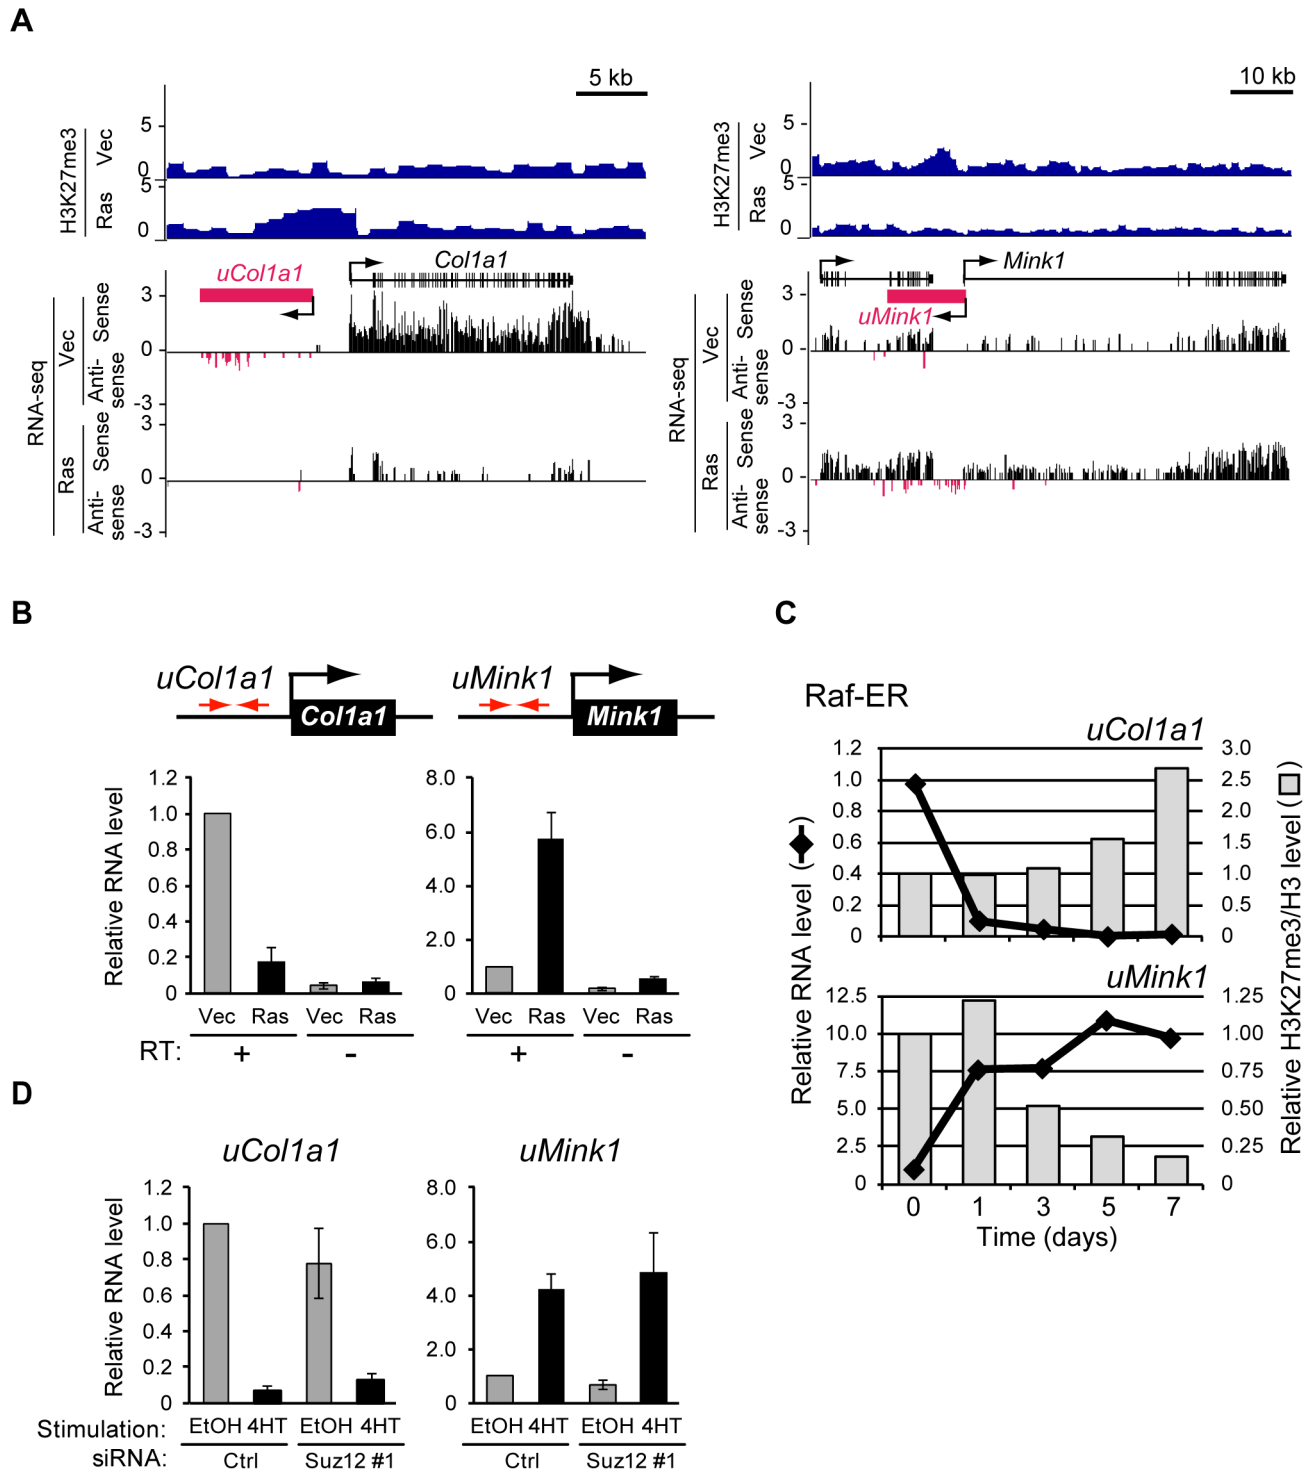 A
5 kb
10 kb
H3K27me3
Vec
Ras
5
0
5
0
H3K27me3
Vec
Ras
5
0
5
0
uCol1a1
Col1a1
Mink1
uMink1
RNA-seq
Vec
Sense
Anti-
sense
Ras
Sense
Anti-
sense
3
0
-3
3
0
-3
RNA-seq
Vec
Sense
Anti-
sense
Ras
Sense
Anti-
sense
3
0
-3
3
0
-3
B
uCol1a1
Col1a1
uMink1
Mink1
Relative RNA level
1.2
1.0
0.8
0.6
0.4
0.2
0
8.0
6.0
4.0
2.0
0
Vec Ras Vec Ras
Vec Ras Vec Ras
RT: + - + -
C
Raf-ER
uCol1a1
1.2
1.0
0.8
0.6
0.4
0.2
0
3.0
2.5
2.0
1.5
1.0
0.5
0
uMink1
12.5
10.0
7.5
5.0
2.5
0
1.25
1.00
0.75
0.50
0.25
0
Relative RNA level ( )
Relative H3K27me3/H3 level ( )
0 1 3 5 7
Time (days)
D
uCol1a1
uMink1
Relative RNA level
1.2
1.0
0.8
0.6
0.4
0.2
0
8.0
6.0
4.0
2.0
0
Stimulation: EtOH 4HT EtOH 4HT EtOH 4HT EtOH 4HT
siRNA: Ctrl Suz12 #1 Ctrl Suz12 #1